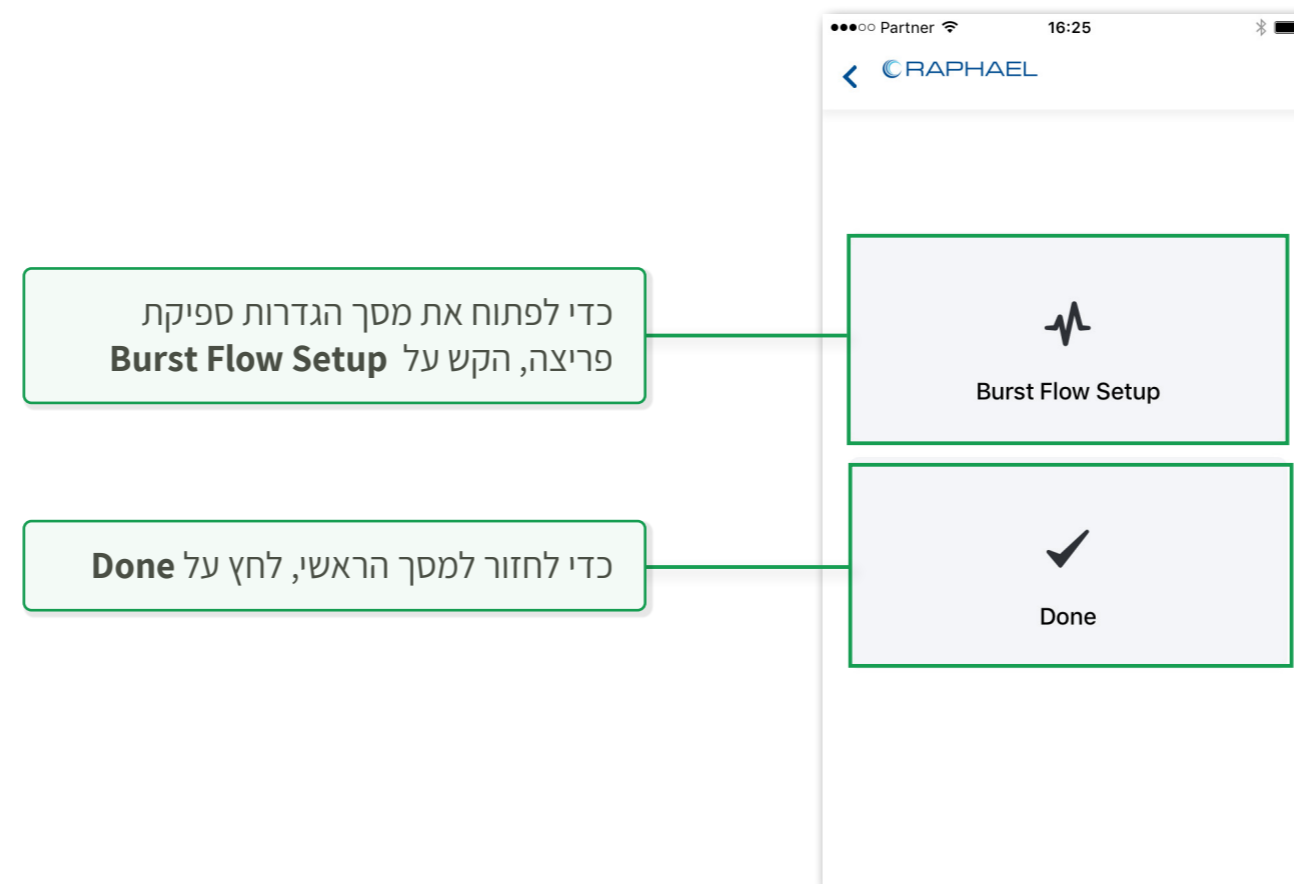 Partner 16:25
RAPHAEL
כדי לפתוח את מסך הגדרות ספיקת
פריצה, הקש על Burst Flow Setup
Burst Flow Setup
כדי לחזור למסך הראשי, לחץ על Done
Done